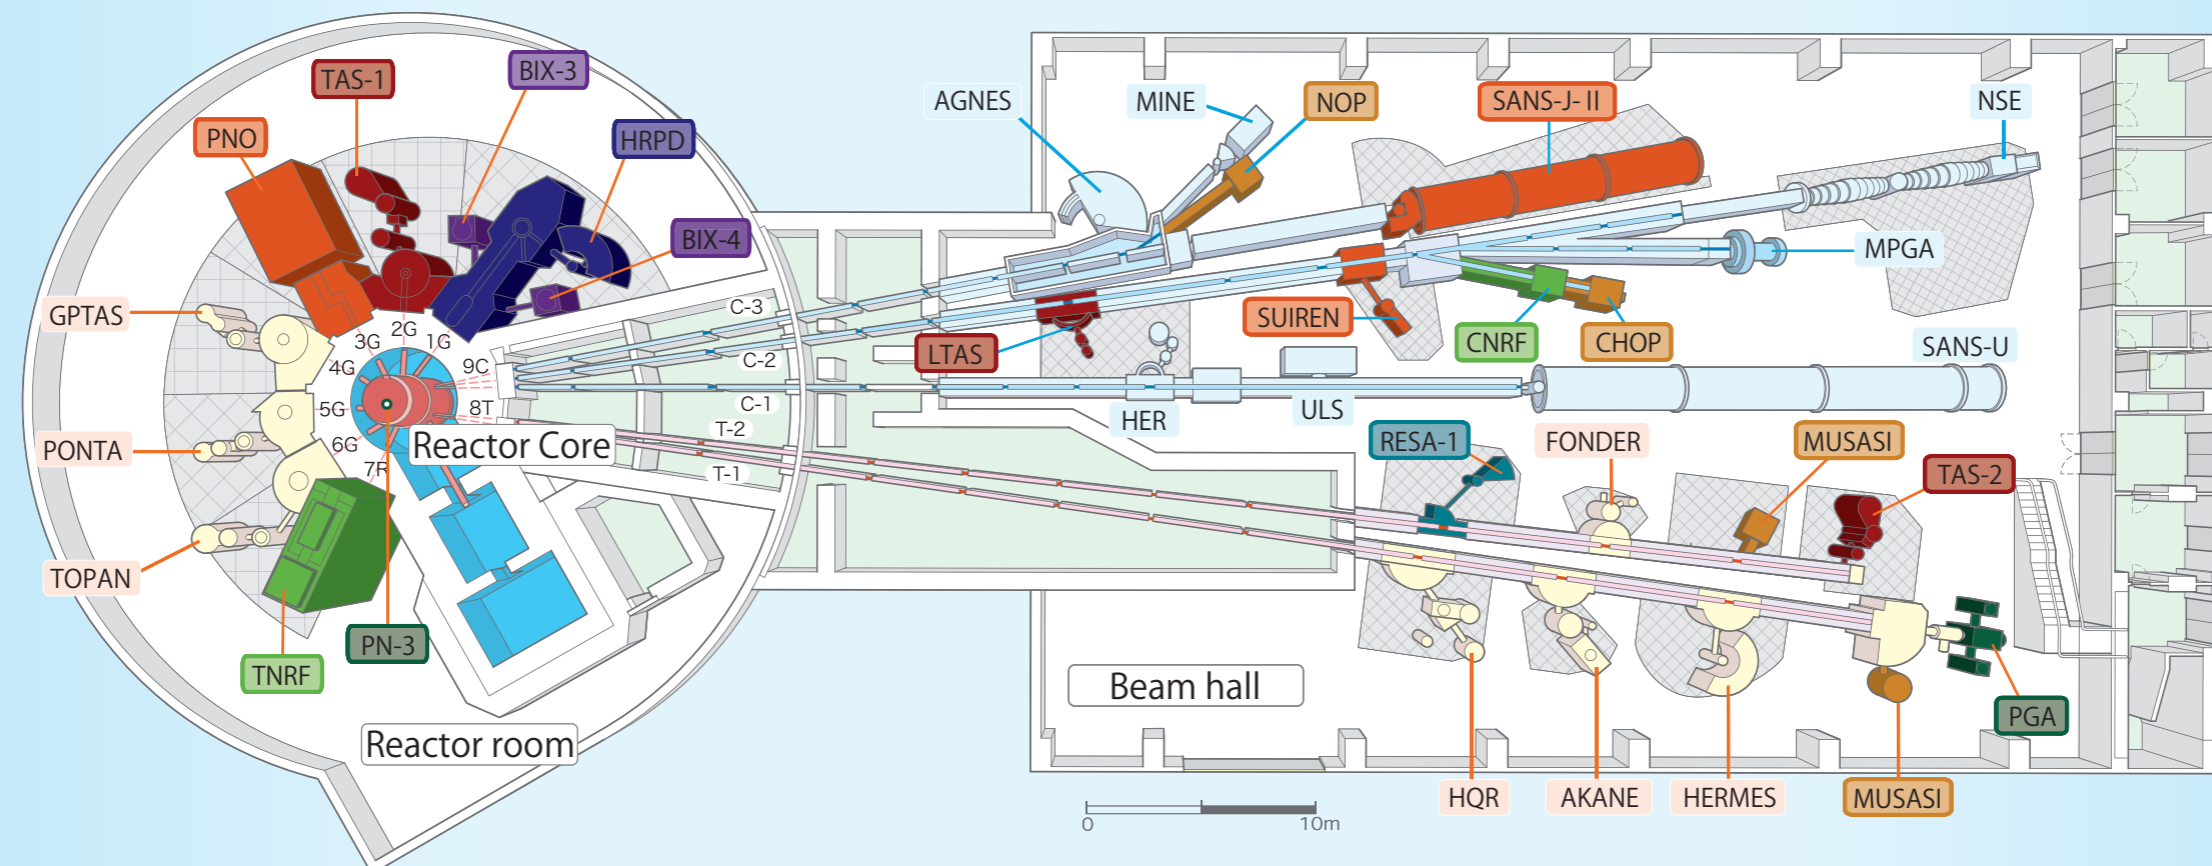 TAS-1
BIX-3
PNO
HRPD
BIX-4
GPTAS
PONTA
TOPAN
TNRF
PN-3
3G
2G
1G
4G
5G
6G
7R
9C
8T
Reactor Core
Reactor room
C-3
C-2
C-1
T-2
T-1
AGNES
MINE
NOP
SANS-J-II
NSE
MPGA
SUIREN
LTAS
CNRF
CHOP
SANS-U
HER
ULS
RESA-1
FONDER
MUSASI
TAS-2
Beam hall
PGA
HQR
AKANE
HERMES
MUSASI
0
10m